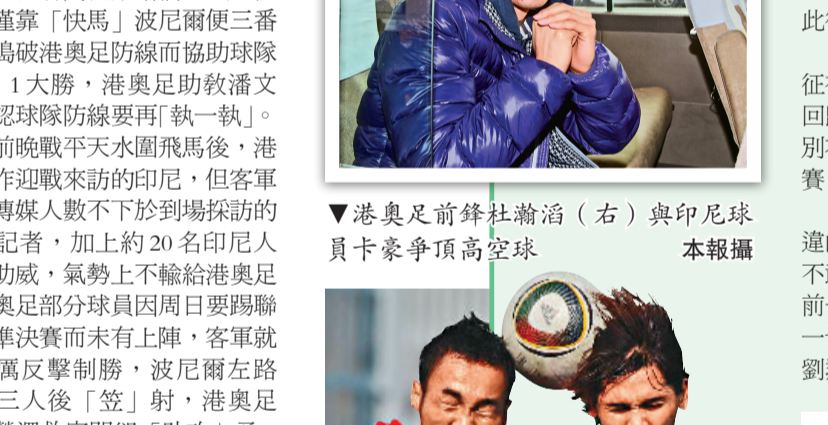 僅靠「快馬」波尼爾便三番
島破港奧足防線而協助球隊
1大勝，港奧足助教潘文
認球隊防線要再「執一執」。
前晚戰平天水圍飛馬後，港
作迎戰來訪的印尼，但客軍
傳媒人數不下於到場採訪的
記者，加上約20名印尼人
助威，氣勢上不輸給港奧足
奧足部分球員因周日要踢聯
準決賽而未有上陣，客軍就
厲反擊制勝，波尼爾左路
三人後「笠」射，港奧足
▼港奧足前鋒杜瀚滔（右）與印尼球
員卡豪爭頂高空球
本報攝
此
征
回
別
賽
違
不
前
一
劉